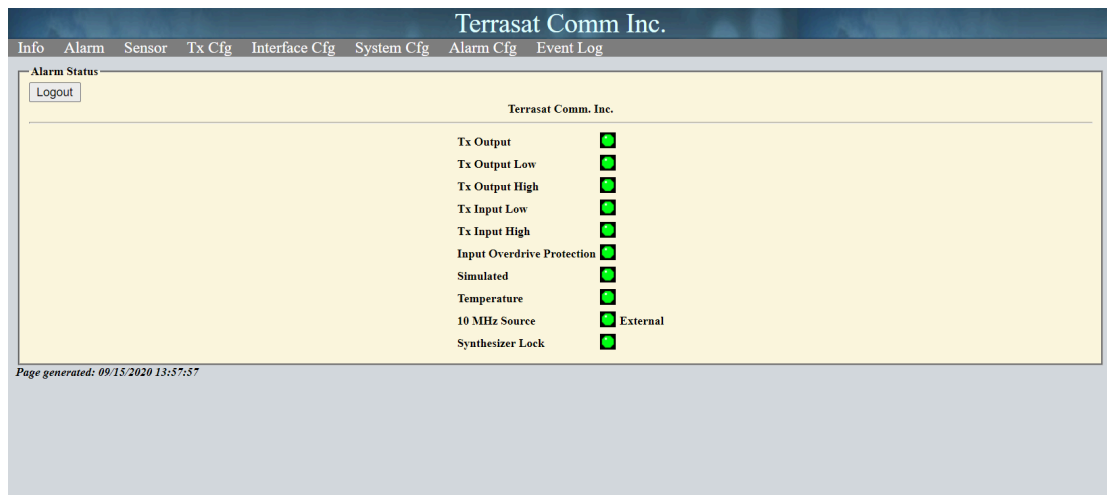 Terrasat Comm Inc.
Info Alarm Sensor Tx Cfg Interface Cfg System Cfg Alarm Cfg Event Log
Alarm Status
Logout
Terrasat Comm. Inc.
Tx Output
Tx Output Low
Tx Output High
Tx Input Low
Tx Input High
Input Overdrive Protection
Simulated
Temperature
10 MHz Source External
Synthesizer Lock
Page generated: 09/15/2020 13:57:57